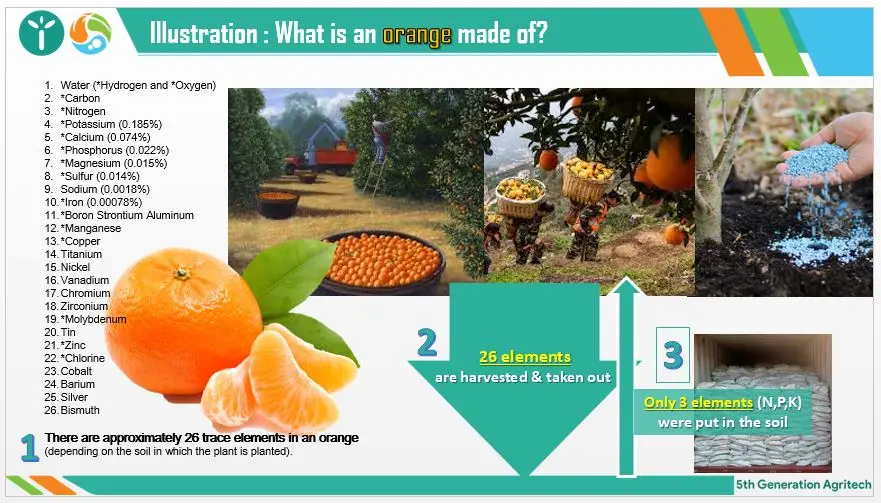 Illustration : What is an orange made of?
1. Water (*Hydrogen and *Oxygen)
2. *Carbon
3. *Nitrogen
4. *Potassium (0.185%)
5. *Calcium (0.074%)
6. *Phosphorus (0.022%)
7. *Magnesium (0.015%)
8. *Sulfur (0.014%)
9. Sodium (0.0018%)
10. *Iron (0.00078%)
11. *Boron Strontium Aluminum
12. *Manganese
13. *Copper
14. Titanium
15. Nickel
16. Vanadium
17. Chromium
18. Zirconium
19. *Molybdenum
20. Tin
21. *Zinc
22. *Chlorine
23. Cobalt
24. Barium
25. Silver
26. Bismuth
1
There are approximately 26 trace elements in an orange
(depending on the soil in which the plant is planted).
2
26 elements
are harvested & taken out
3
Only 3 elements (N,P,K)
were put in the soil
5th Generation Agritech